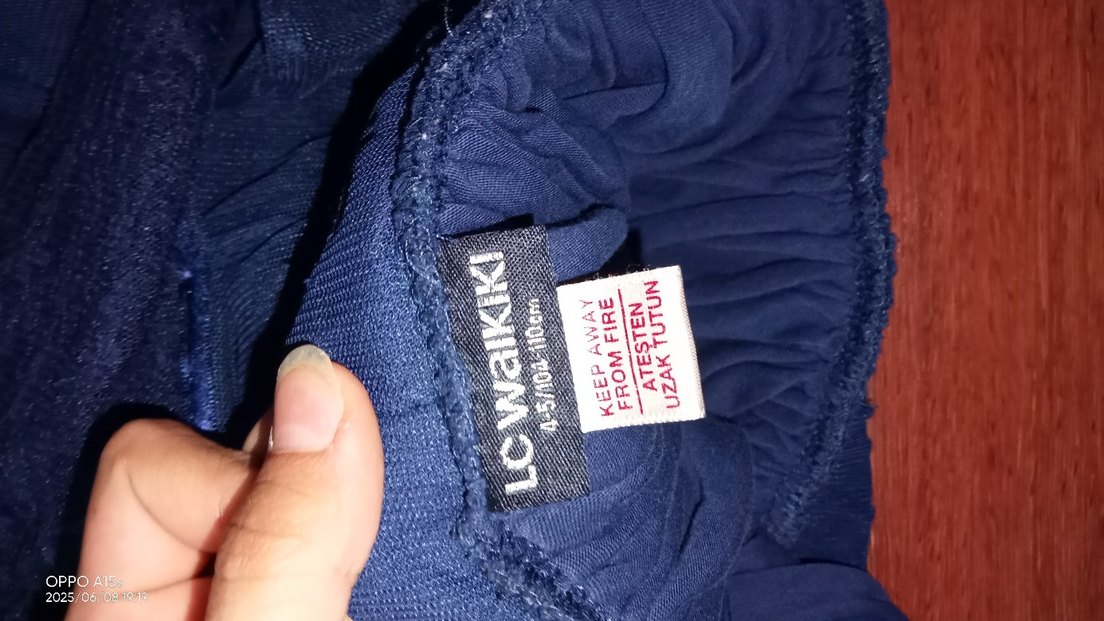 LC WAIKIKI
4-5/104-110cm
KEEP AWAY
FROM FIRE
ATEŞTEN
UZAK TUTUN
OPPO A15s
2025/06/08 19:19